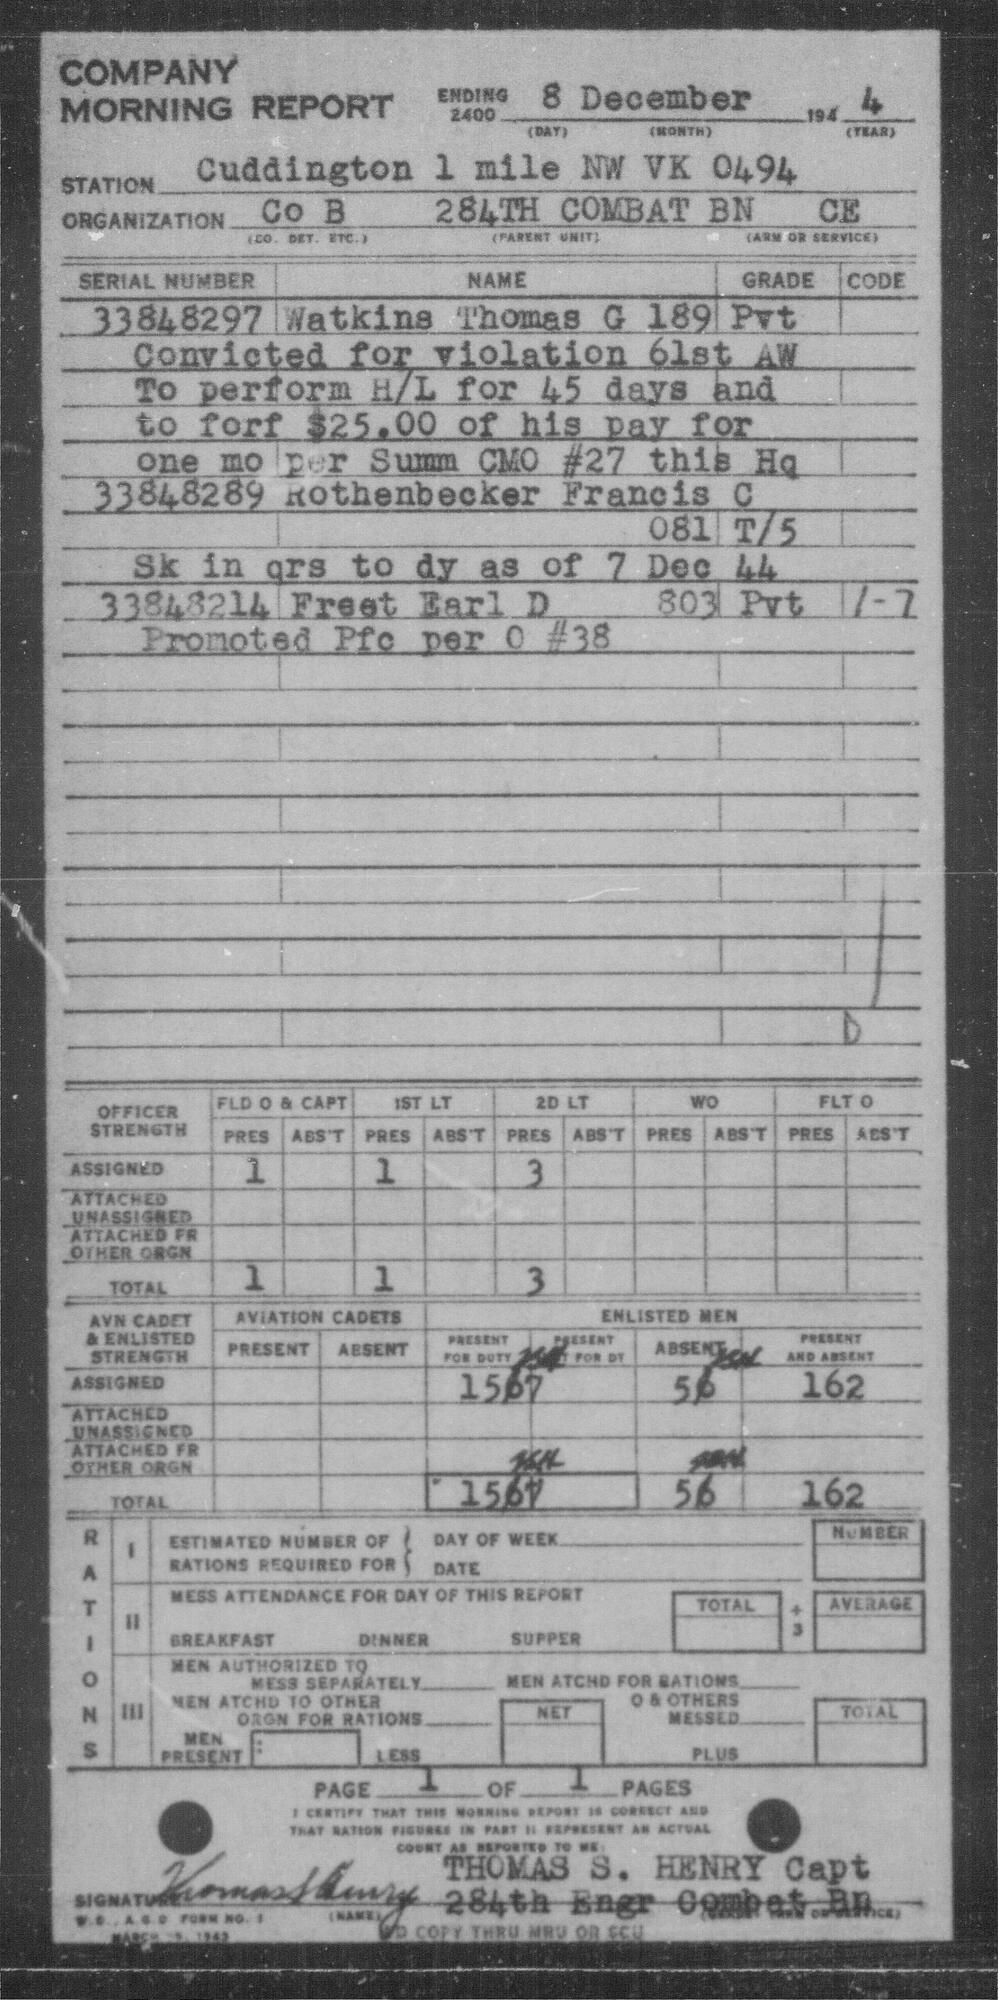 COMPANY
MORNING REPORT ENDING 2400 8 December 194 4
(DAY) (MONTH) (YEAR)
STATION Cuddington 1 mile NW VK 0494
ORGANIZATION Co B 284TH COMBAT BN CE
(CO. DET. ETC.) (PARENT UNIT) (ARM OR SERVICE)
SERIAL NUMBER NAME GRADE CODE
33848297 Watkins Thomas G 189 Pvt
Convicted for violation 61st AW
To perform H/L for 45 days and
to forf $25.00 of his pay for
one mo per Summ CMO #27 this Hq
33848289 Rothenbecker Francis C
081 T/5
Sk in qrs to dy as of 7 Dec 44
33848214 Freet Earl D 803 Pvt 1-7
Promoted Pfc per O #38
D
OFFICER STRENGTH FLD O & CAPT 1ST LT 2D LT WO FLT O
PRES ABS'T PRES ABS'T PRES ABS'T PRES ABS'T PRES ABS'T
ASSIGNED 1 1 3
ATTACHED
UNASSIGNED
ATTACHED FR
OTHER ORGN
TOTAL 1 1 3
AVN CADET & ENLISTED STRENGTH AVIATION CADETS ENLISTED MEN
PRESENT ABSENT PRESENT FOR DUTY PRESENT FOR DY ABSENT PRESENT AND ABSENT
ASSIGNED 162
ATTACHED
UNASSIGNED
ATTACHED FR
OTHER ORGN
TOTAL 162
RATIONS
I ESTIMATED NUMBER OF DAY OF WEEK NUMBER
RATIONS REQUIRED FOR DATE
II MESS ATTENDANCE FOR DAY OF THIS REPORT TOTAL ÷ 3 AVERAGE
BREAKFAST DINNER SUPPER
III MEN AUTHORIZED TO
MESS SEPARATELY MEN ATCHD FOR RATIONS
MEN ATCHD TO OTHER
ORGN FOR RATIONS NET O & OTHERS MESSED TOTAL
MEN PRESENT LESS PLUS
PAGE 1 OF 1 PAGES
I CERTIFY THAT THIS MORNING REPORT IS CORRECT AND
THAT RATION FIGURES IN PART II REPRESENT AN ACTUAL
COUNT AS REPORTED TO ME:
THOMAS S. HENRY Capt
SIGNATURE Thomas S Henry 284th Engr Combat Bn
W.D., A.G.O. FORM NO. 1 (NAME)
MARCH 9, 1943 COPY THRU MRU OR SCU